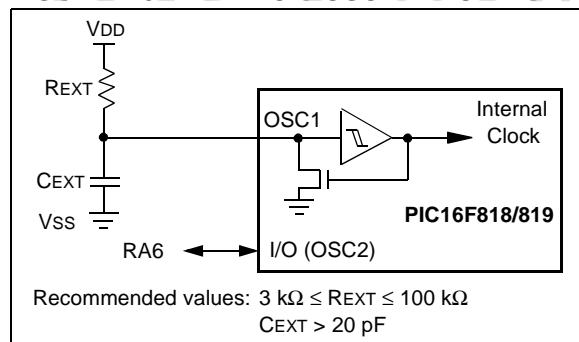 VDD
REXT
OSC1
Internal
Clock
CEXT
VSS
PIC16F818/819
RA6
I/O (OSC2)
Recommended values: 3 kΩ ≤ REXT ≤ 100 kΩ
CEXT > 20 pF